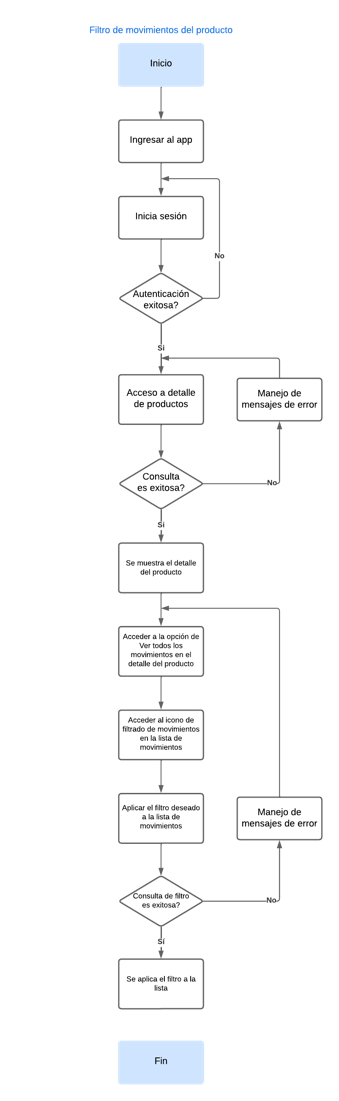 Filtro de movimientos del producto
Inicio
Ingresar al app
Inicia sesión
No
Autenticación
exitosa?
Si
Acceso a detalle
de productos
Manejo de
mensajes de error
Consulta
es exitosa?
No
Si
Se muestra el detalle
del producto
Acceder a la opción de
Ver todos los
movimientos en el
detalle del producto
Acceder al icono de
filtrado de movimientos
en la lista de
movimientos
Aplicar el filtro deseado
a la lista de
movimientos
Manejo de
mensajes de error
Consulta de filtro
es exitosa?
No
Sí
Se aplica el filtro a la
lista
Fin